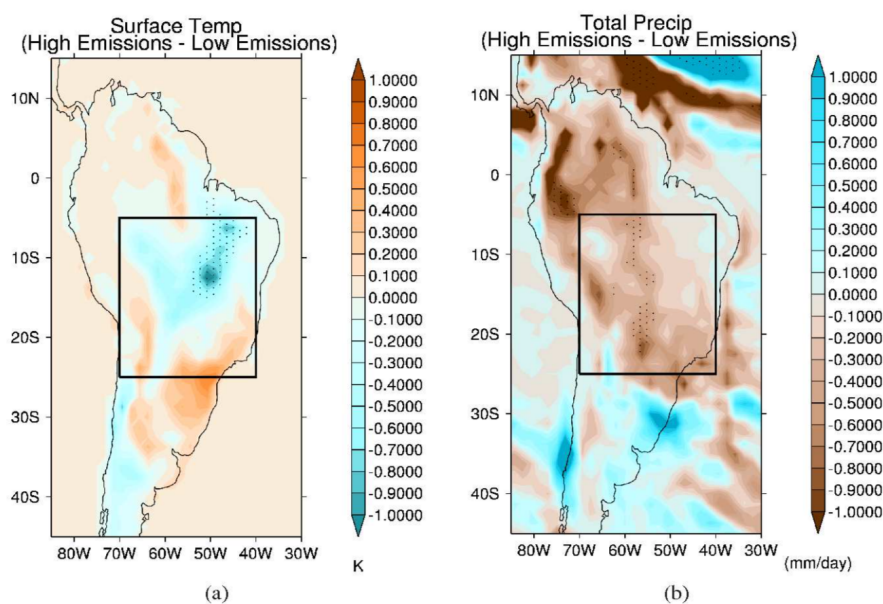 Surface Temp
(High Emissions - Low Emissions)
10N
0
10S
20S
30S
40S
80W 70W 60W 50W 40W 30W
1.0000
0.9000
0.8000
0.7000
0.6000
0.5000
0.4000
0.3000
0.2000
0.1000
0.0000
-0.1000
-0.2000
-0.3000
-0.4000
-0.5000
-0.6000
-0.7000
-0.8000
-0.9000
-1.0000
K
(a)
Total Precip
(High Emissions - Low Emissions)
10N
0
10S
20S
30S
40S
80W 70W 60W 50W 40W 30W
1.0000
0.9000
0.8000
0.7000
0.6000
0.5000
0.4000
0.3000
0.2000
0.1000
0.0000
-0.1000
-0.2000
-0.3000
-0.4000
-0.5000
-0.6000
-0.7000
-0.8000
-0.9000
-1.0000
(mm/day)
(b)